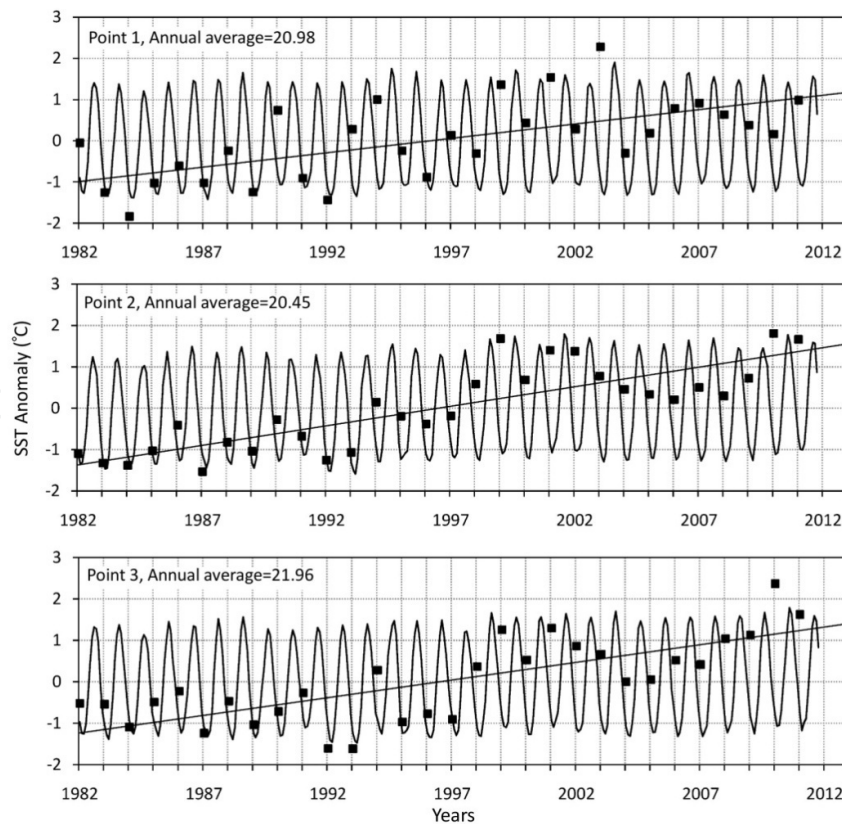 3
Point 1, Annual average=20.98
2
1
0
-1
-2
1982 1987 1992 1997 2002 2007 2012
3
Point 2, Annual average=20.45
2
1
0
-1
-2
1982 1987 1992 1997 2002 2007 2012
SST Anomaly (°C)
3
Point 3, Annual average=21.96
2
1
0
-1
-2
1982 1987 1992 1997 2002 2007 2012
Years